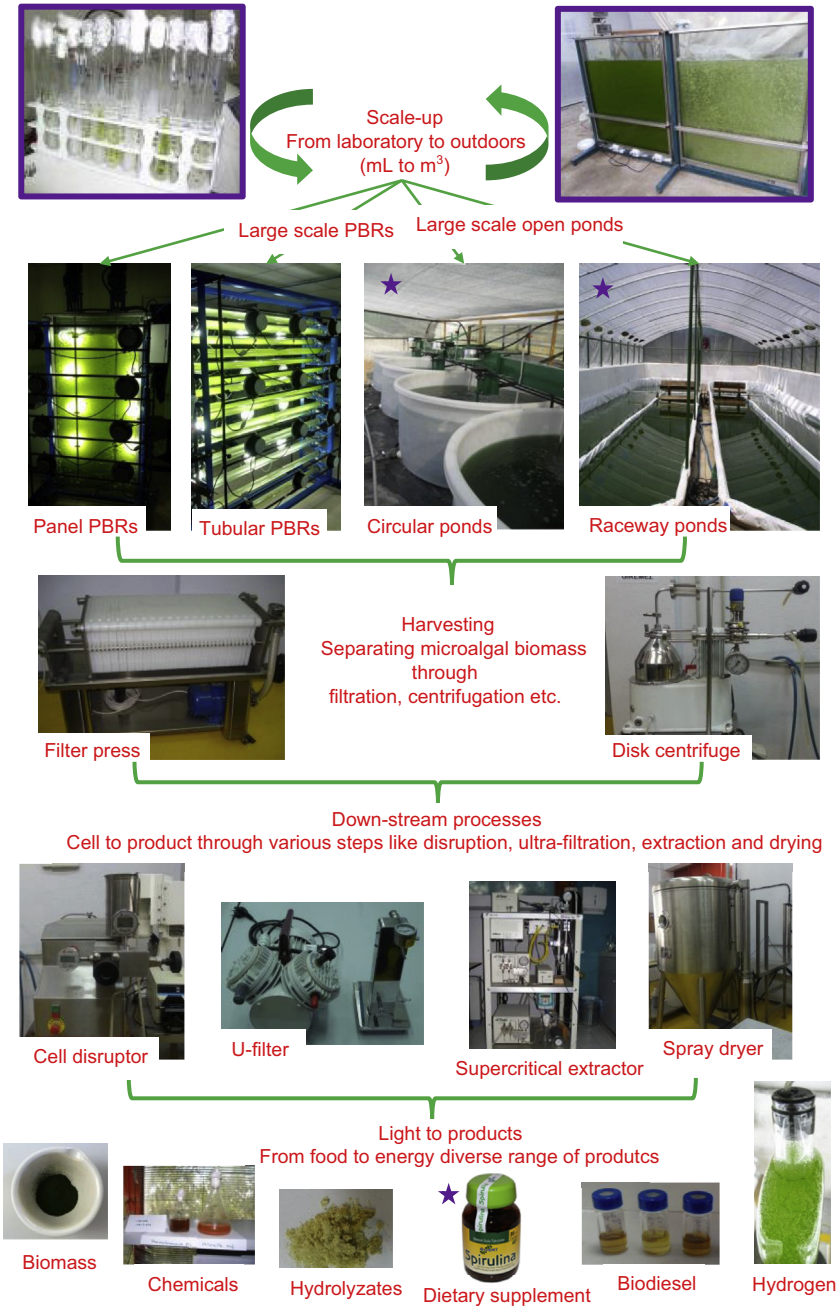 Scale-up
From laboratory to outdoors
(mL to m³)
Large scale PBRs
Large scale open ponds
Panel PBRs
Tubular PBRs
Circular ponds
Raceway ponds
Harvesting
Separating microalgal biomass
through
filtration, centrifugation etc.
Filter press
Disk centrifuge
Down-stream processes
Cell to product through various steps like disruption, ultra-filtration, extraction and drying
Cell disruptor
U-filter
Supercritical extractor
Spray dryer
Light to products
From food to energy diverse range of produtcs
Spirulina
Biomass
Chemicals
Hydrolyzates
Dietary supplement
Biodiesel
Hydrogen